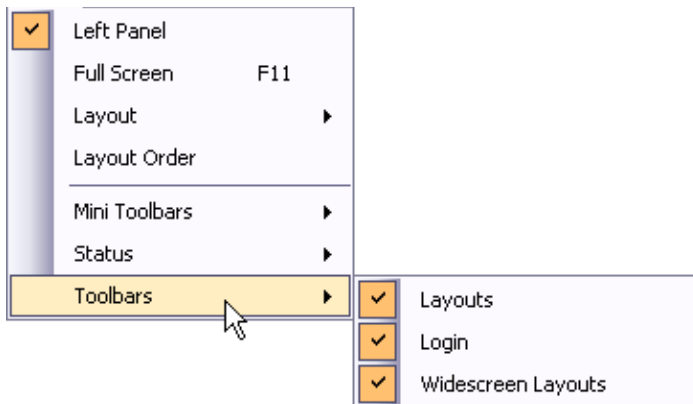 Left Panel
Full Screen F11
Layout
Layout Order
Mini Toolbars
Status
Toolbars
Layouts
Login
Widescreen Layouts